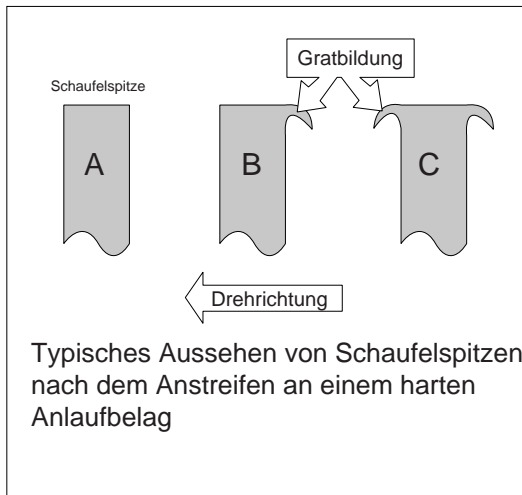 Gratbildung
Schaufelspitze
A
B
C
Drehrichtung
Typisches Aussehen von Schaufelspitzen
nach dem Anstreifen an einem harten
Anlaufbelag